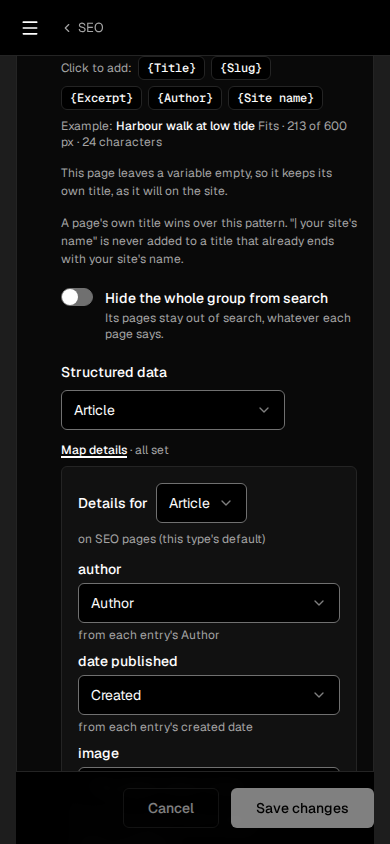 SEO
Click to add: {Title} {Slug}
{Excerpt} {Author} {Site name}
Example: Harbour walk at low tide Fits · 213 of 600
px · 24 characters
This page leaves a variable empty, so it keeps its
own title, as it will on the site.
A page's own title wins over this pattern. "| your site's
name" is never added to a title that already ends
with your site's name.
Hide the whole group from search
Its pages stay out of search, whatever each
page says.
Structured data
Article
Map details · all set
Details for Article
on SEO pages (this type's default)
author
Author
from each entry's Author
date published
Created
from each entry's created date
image
Cancel Save changes